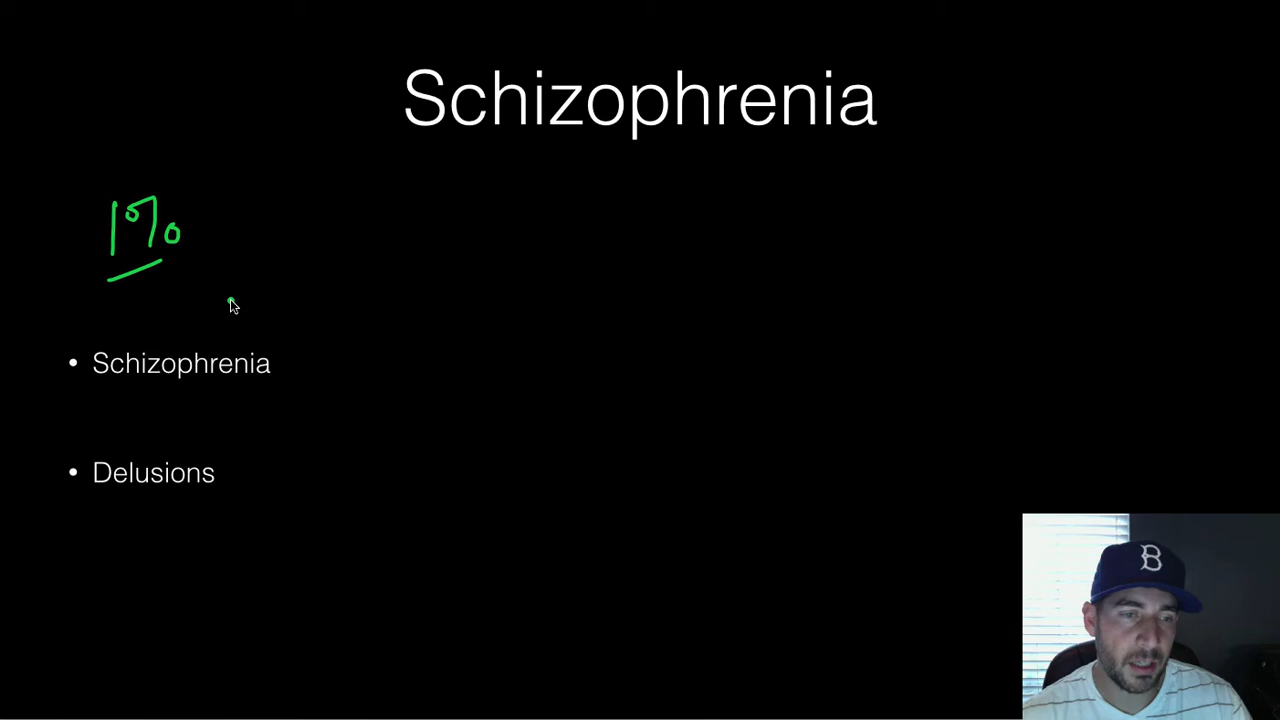 Schizophrenia
1%
• Schizophrenia
• Delusions
B